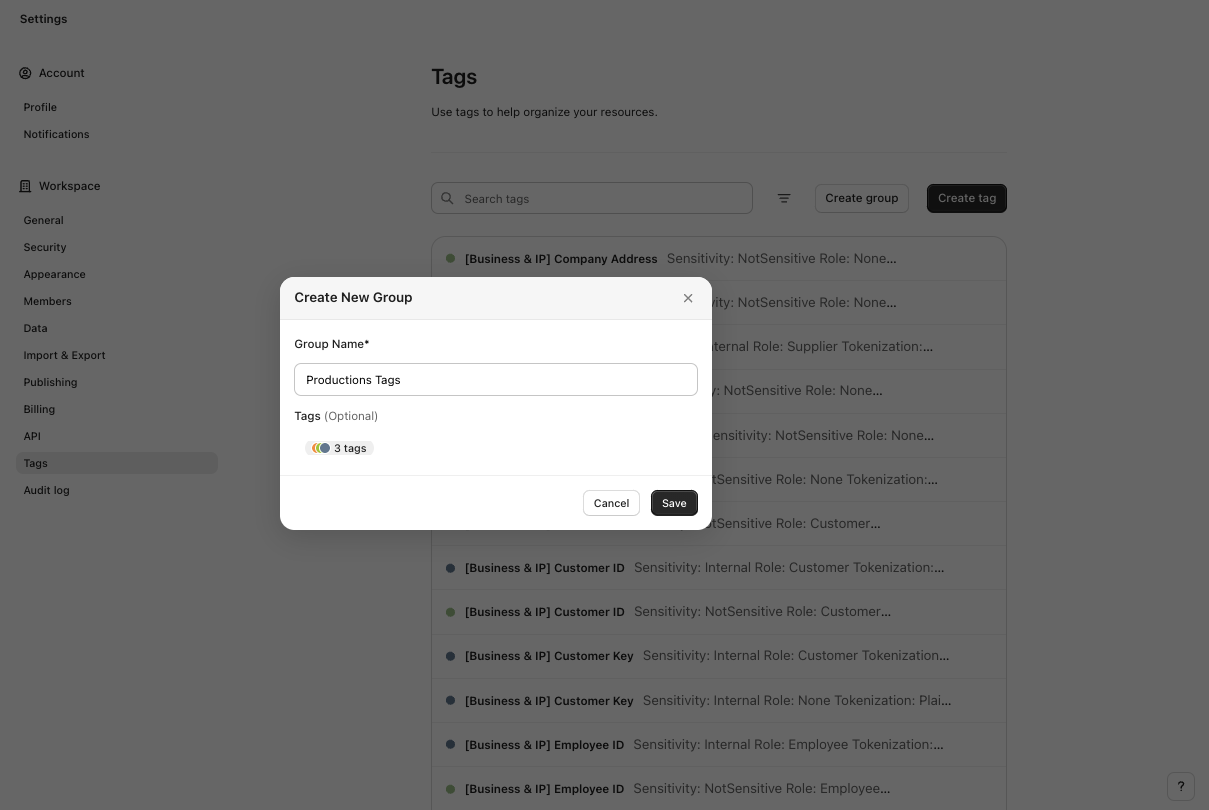 Settings
Account
Profile
Notifications
Workspace
General
Security
Appearance
Members
Data
Import & Export
Publishing
Billing
API
Tags
Audit log
Tags
Use tags to help organize your resources.
Search tags
Create group
Create tag
[Business & IP] Company Address Sensitivity: NotSensitive Role: None...
NotSensitive Role: None...
Role: Supplier Tokenization:...
NotSensitive Role: None...
NotSensitive Role: None...
Role: None Tokenization:...
Role: Customer...
[Business & IP] Customer ID Sensitivity: Internal Role: Customer Tokenization:...
[Business & IP] Customer ID Sensitivity: NotSensitive Role: Customer...
[Business & IP] Customer Key Sensitivity: Internal Role: Customer Tokenization...
[Business & IP] Customer Key Sensitivity: Internal Role: None Tokenization: Plai...
[Business & IP] Employee ID Sensitivity: Internal Role: Employee Tokenization:...
[Business & IP] Employee ID Sensitivity: NotSensitive Role: Employee...
Create New Group
Group Name*
Productions Tags
Tags (Optional)
3 tags
Cancel
Save
?